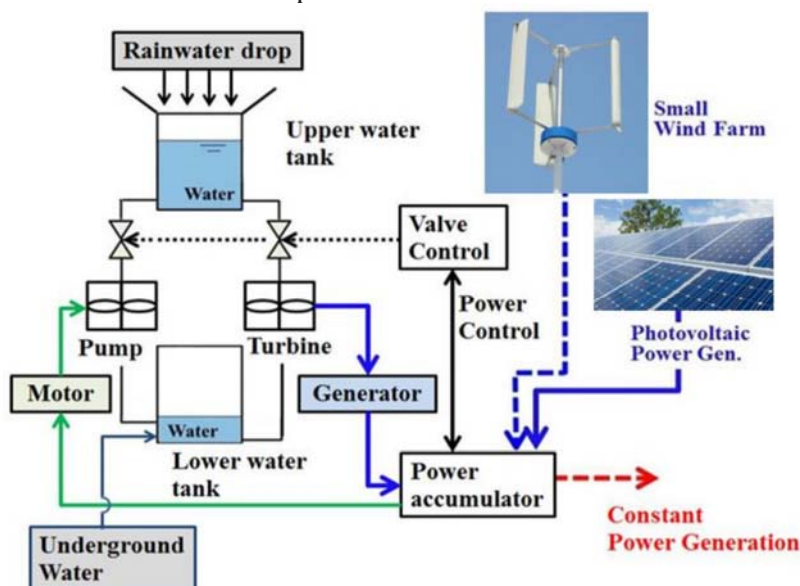 Rainwater drop
Upper water
tank
Water
Small
Wind Farm
Valve
Control
Power
Control
Photovoltaic
Power Gen.
Pump
Turbine
Motor
Generator
Water
Lower water
tank
Power
accumulator
Constant
Power Generation
Underground
Water